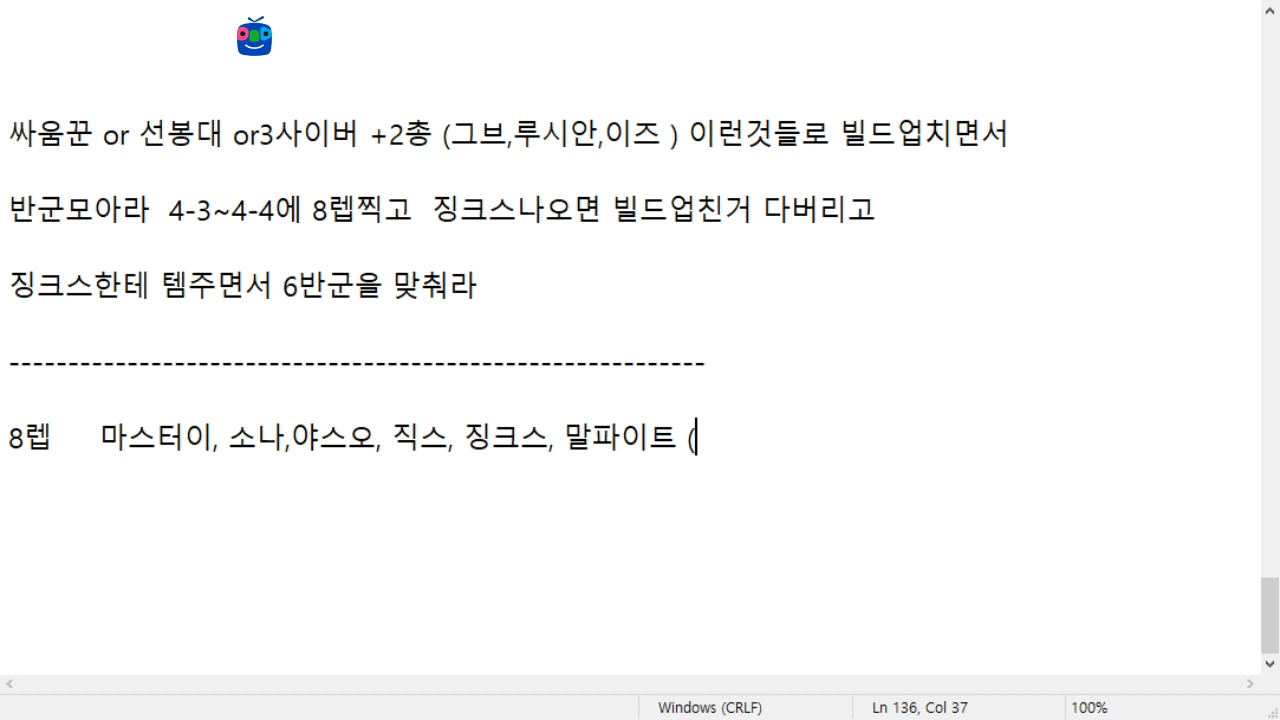 싸움꾼 or 선봉대 or3사이버 +2총 (그브,루시안,이즈 ) 이런것들로 빌드업치면서
반군모아라  4-3~4-4에 8렙찍고  징크스나오면 빌드업친거 다버리고
징크스한테 템주면서 6반군을 맞춰라
-----------------------------------------------------------
8렙     마스터이, 소나,야스오, 직스, 징크스, 말파이트 (
Windows (CRLF) Ln 136, Col 37 100%